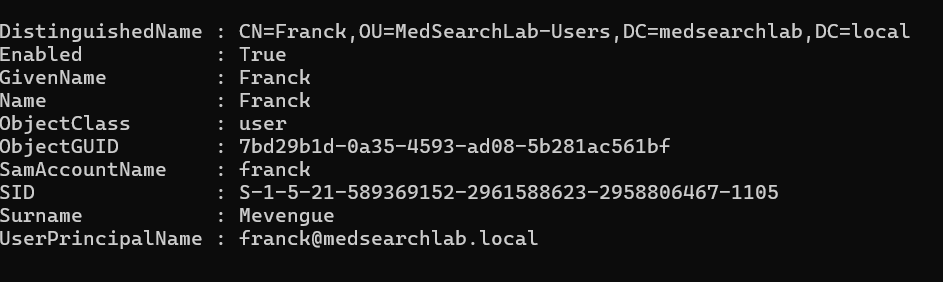 DistinguishedName : CN=Franck,OU=MedSearchLab-Users,DC=medsearchlab,DC=local
Enabled           : True
GivenName         : Franck
Name              : Franck
ObjectClass       : user
ObjectGUID        : 7bd29b1d-0a35-4593-ad08-5b281ac561bf
SamAccountName    : franck
SID               : S-1-5-21-589369152-2961588623-2958806467-1105
Surname           : Mevengue
UserPrincipalName : franck@medsearchlab.local